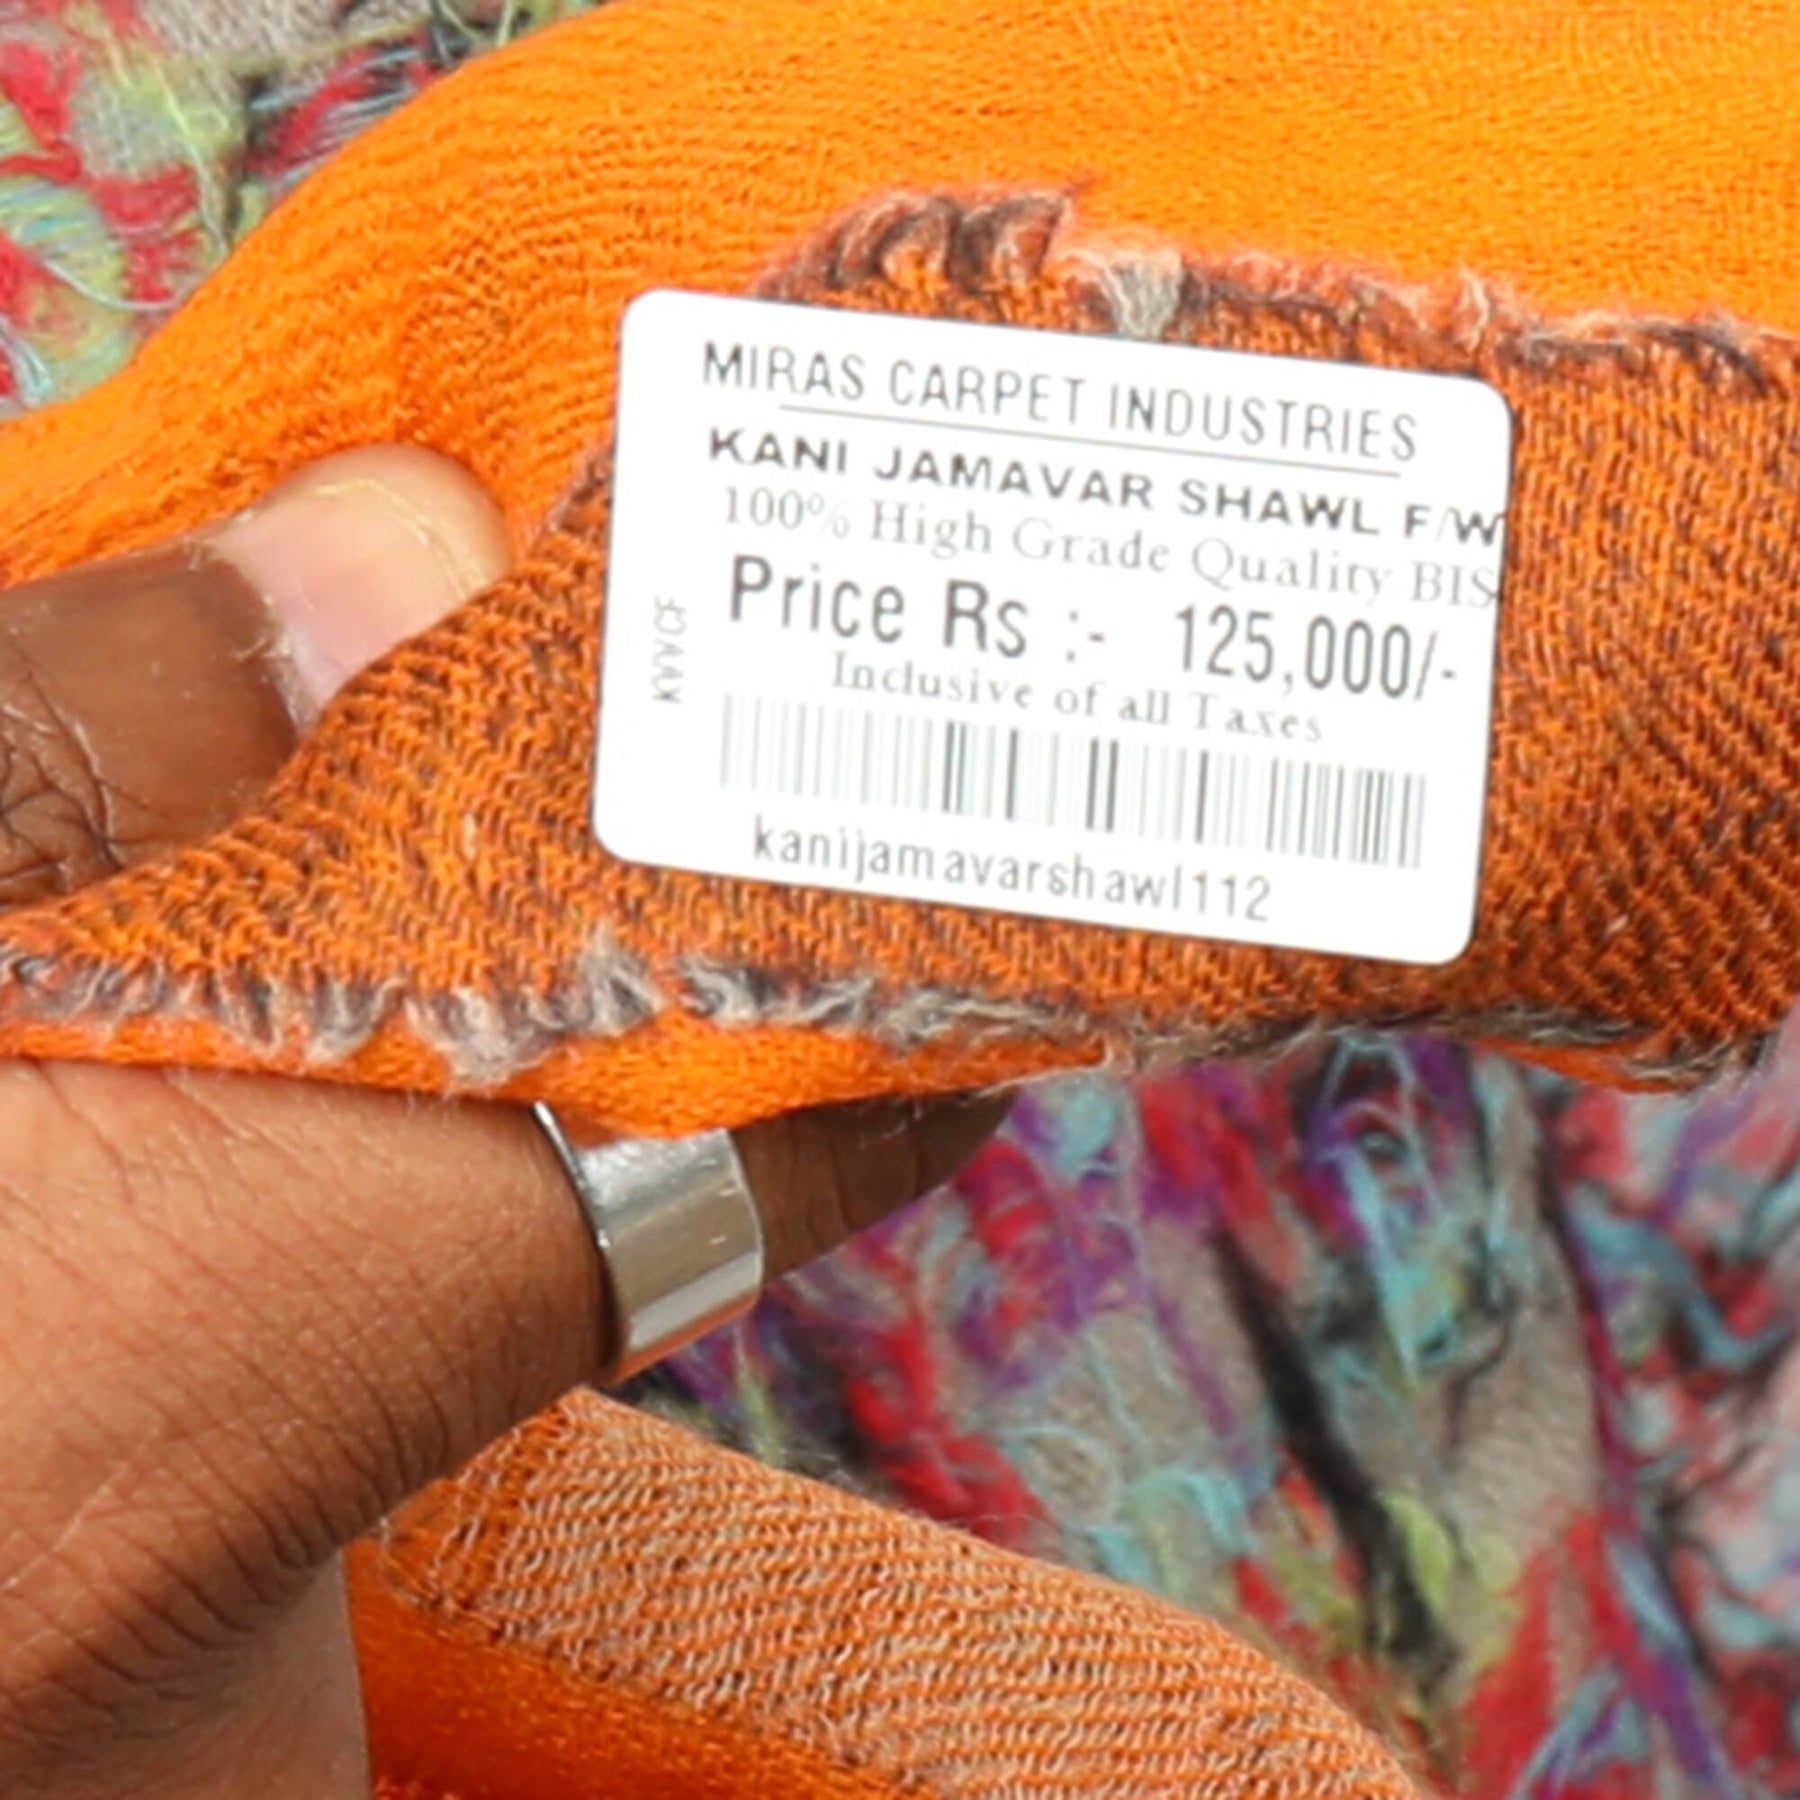 MIRAS CARPET INDUSTRIES
KANI JAMAVAR SHAWL F/W
100% High Grade Quality BIS
Price Rs :- 125,000/-
Inclusive of all Taxes
kanijamavarshawl112